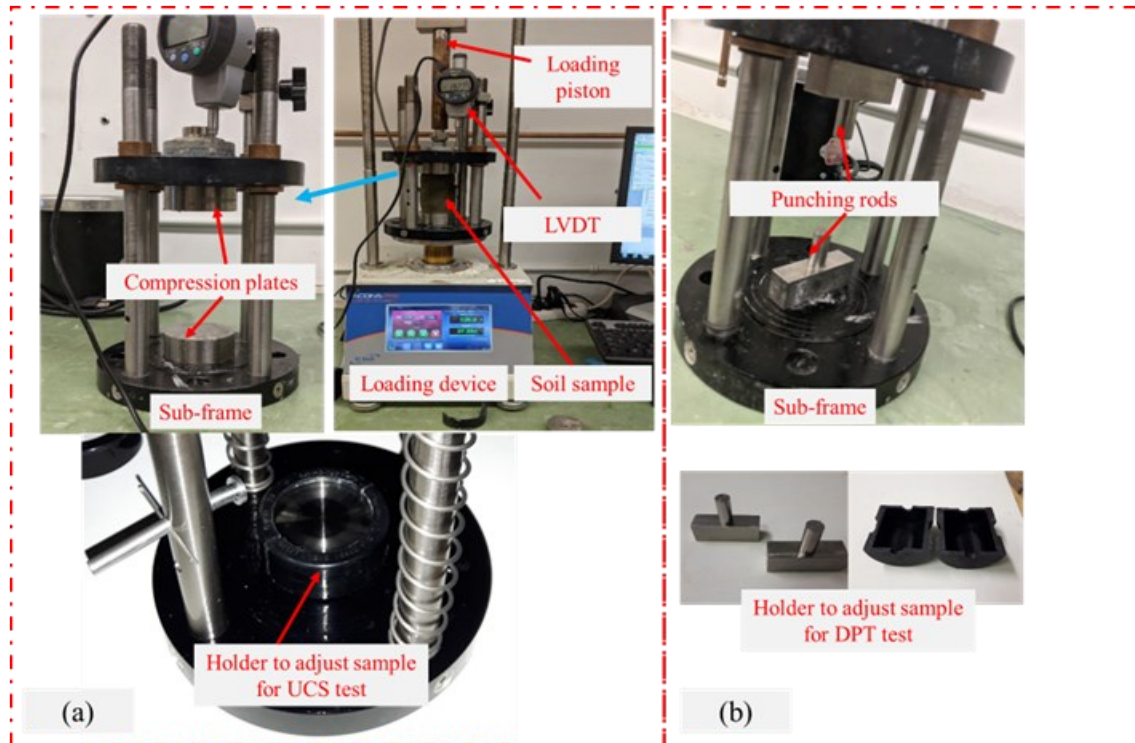 Loading
piston
LVDT
Compression plates
Sub-frame
Loading device
Soil sample
Holder to adjust sample
for UCS test
(a)
Punching rods
Sub-frame
Holder to adjust sample
for DPT test
(b)